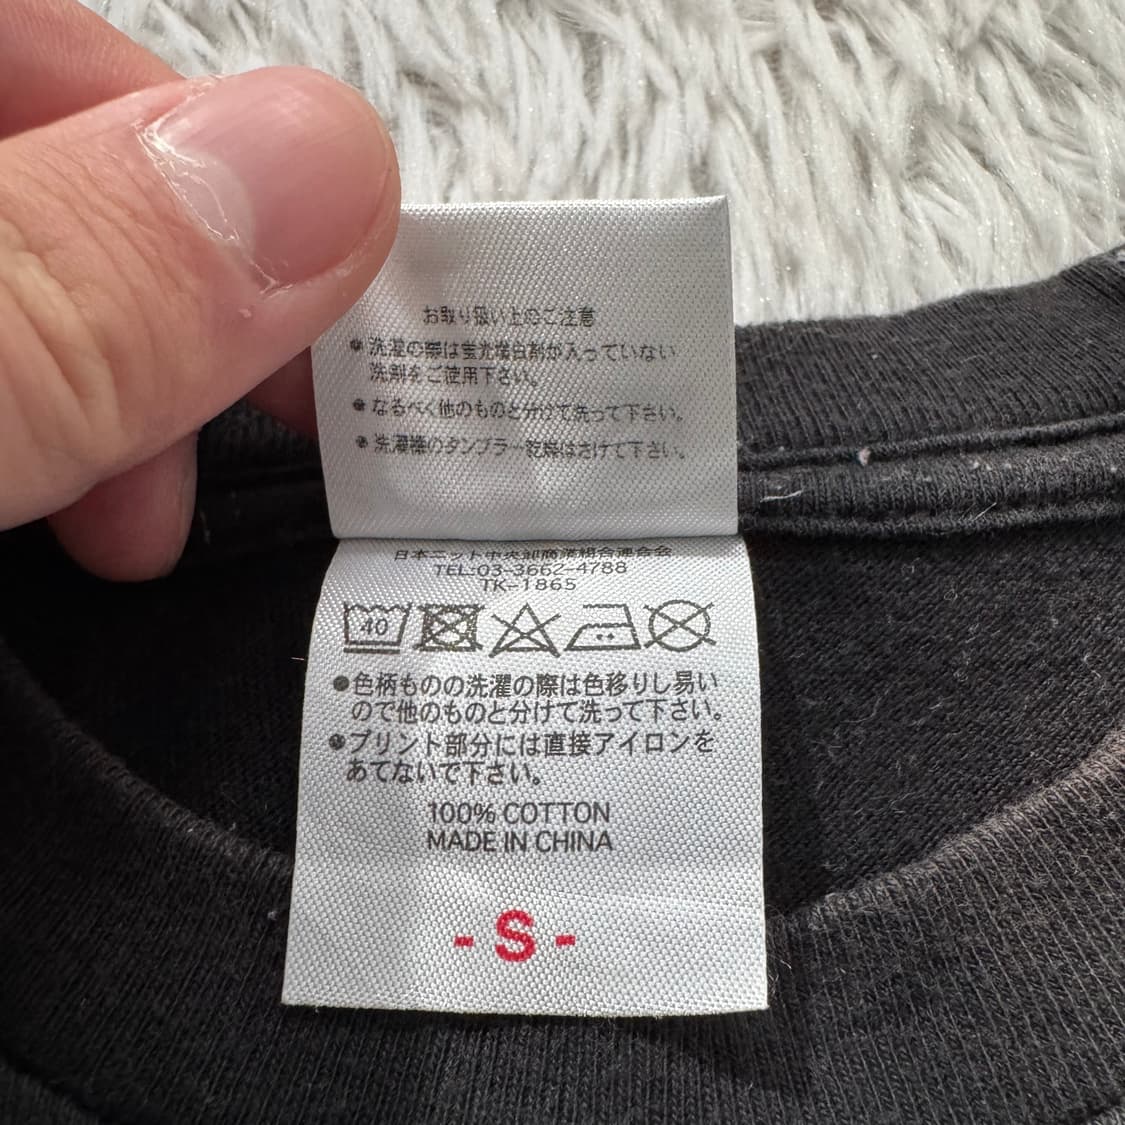 お取り扱い上のご注意
●洗濯の際は蛍光増白剤が入っていない
洗剤をご使用下さい。
●なるべく他のものと分けて洗って下さい。
●洗濯機のタンブラー乾燥はさけて下さい。
日本ニット中央卸商業組合連合会
TEL:03-3662-4788
TK-1865
40
●色柄ものの洗濯の際は色移りし易い
ので他のものと分けて洗って下さい。
●プリント部分には直接アイロンを
あてないで下さい。
100% COTTON
MADE IN CHINA
- S -